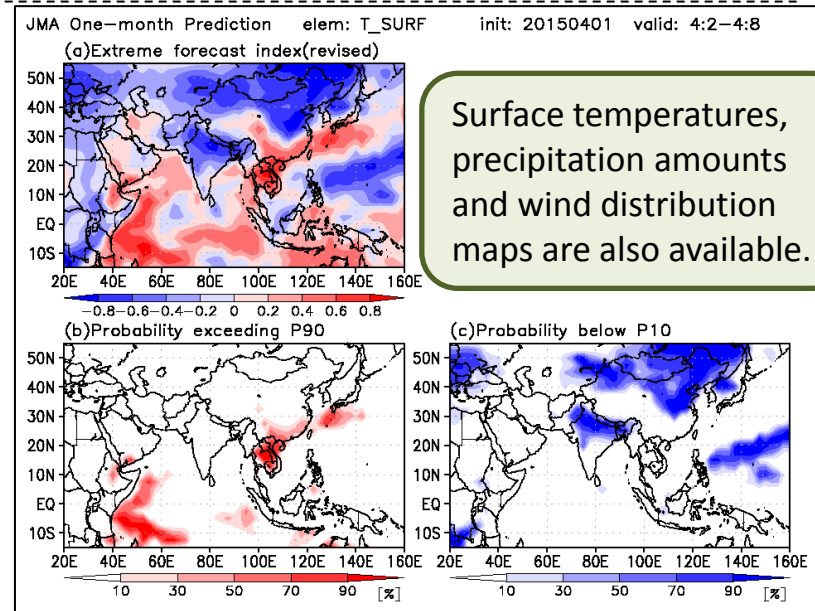 JMA One-month Prediction elem: T_SURF init: 20150401 valid: 4:2-4:8
(a)Extreme forecast index(revised)
50N
40N
30N
20N
10N
EQ
10S
20E 40E 60E 80E 100E 120E 140E 160E
-0.8-0.6-0.4-0.2 0 0.2 0.4 0.6 0.8
Surface temperatures,
precipitation amounts
and wind distribution
maps are also available.
(b)Probability exceeding P90
50N
40N
30N
20N
10N
EQ
10S
20E 40E 60E 80E 100E 120E 140E 160E
10 30 50 70 90 [%]
(c)Probability below P10
50N
40N
30N
20N
10N
EQ
10S
20E 40E 60E 80E 100E 120E 140E 160E
10 30 50 70 90 [%]